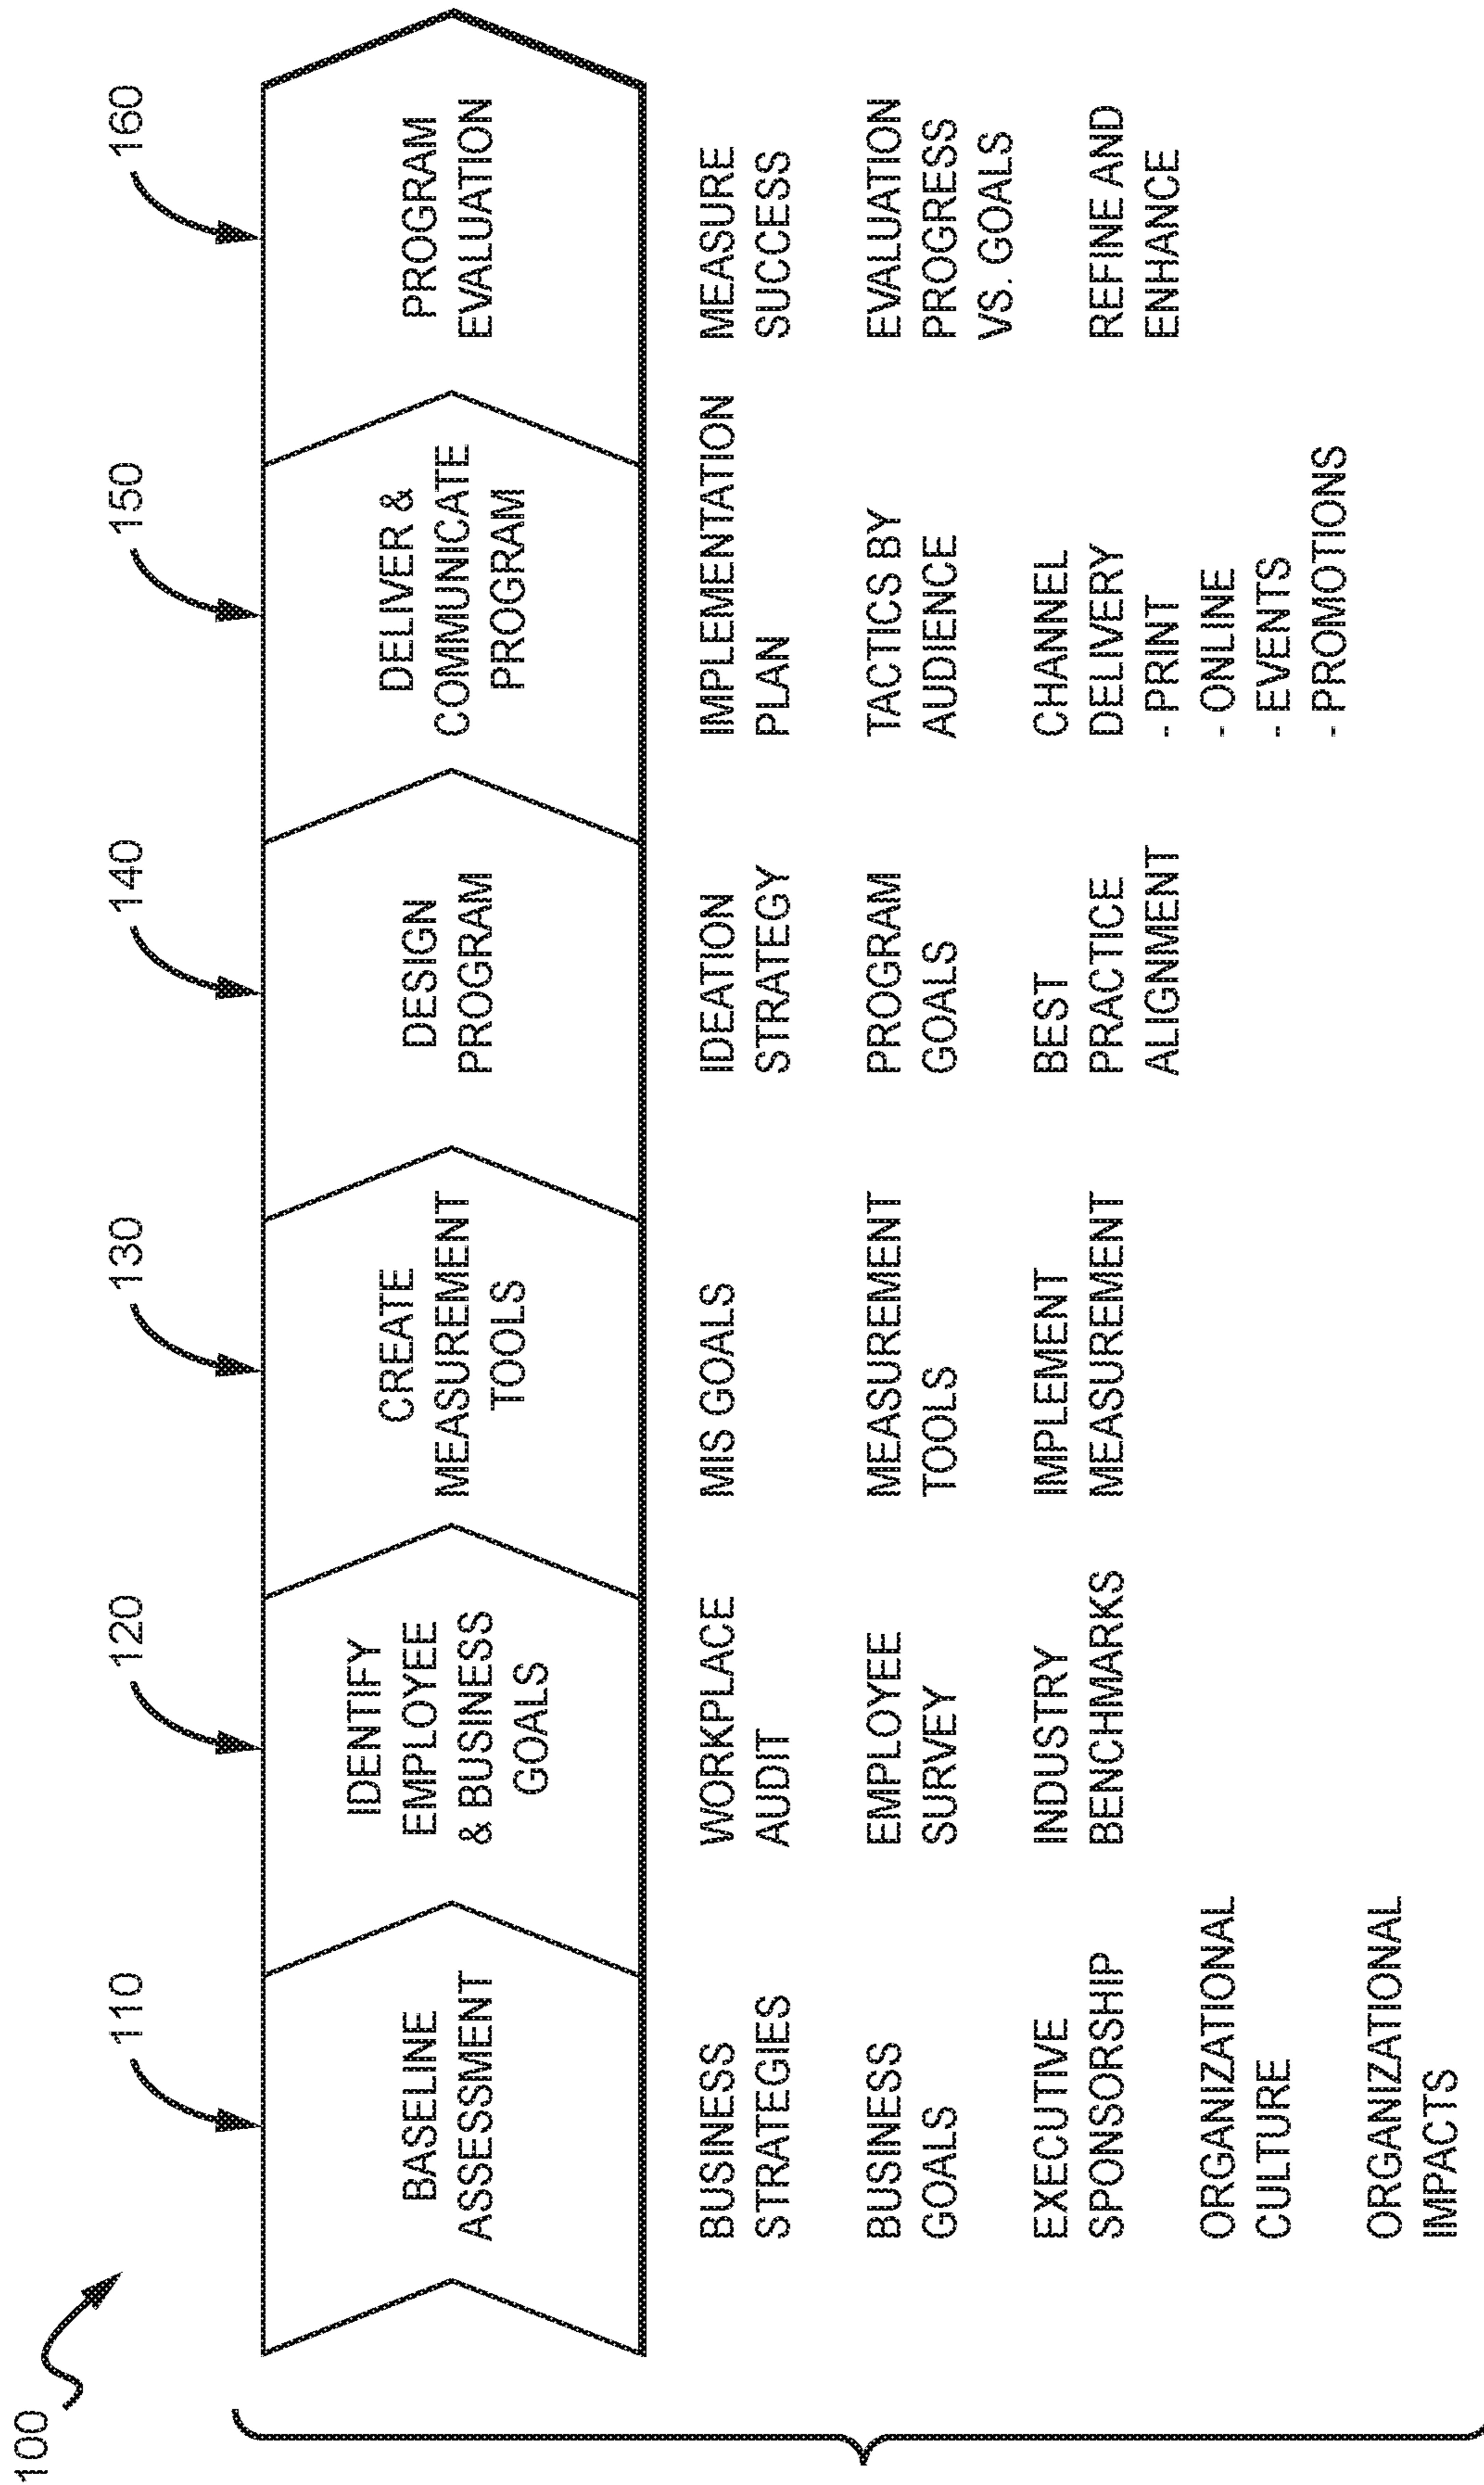 100
110
BASELINE
ASSESSMENT
BUSINESS
STRATEGIES
BUSINESS
GOALS
EXECUTIVE
SPONSORSHIP
ORGANIZATIONAL
CULTURE
ORGANIZATIONAL
IMPACTS
120
IDENTIFY
EMPLOYEE
& BUSINESS
GOALS
WORKPLACE
AUDIT
EMPLOYEE
SURVEY
INDUSTRY
BENCHMARKS
130
CREATE
MEASUREMENT
TOOLS
MIS GOALS
MEASUREMENT
TOOLS
IMPLEMENT
MEASUREMENT
140
DESIGN
PROGRAM
IDEATION
STRATEGY
PROGRAM
GOALS
BEST
PRACTICE
ALIGNMENT
150
DELIVER &
COMMUNICATE
PROGRAM
IMPLEMENTATION
PLAN
TACTICS BY
AUDIENCE
CHANNEL
DELIVERY
- PRINT
- ONLINE
- EVENTS
- PROMOTIONS
160
PROGRAM
EVALUATION
MEASURE
SUCCESS
EVALUATION
PROGRESS
VS. GOALS
REFINE AND
ENHANCE